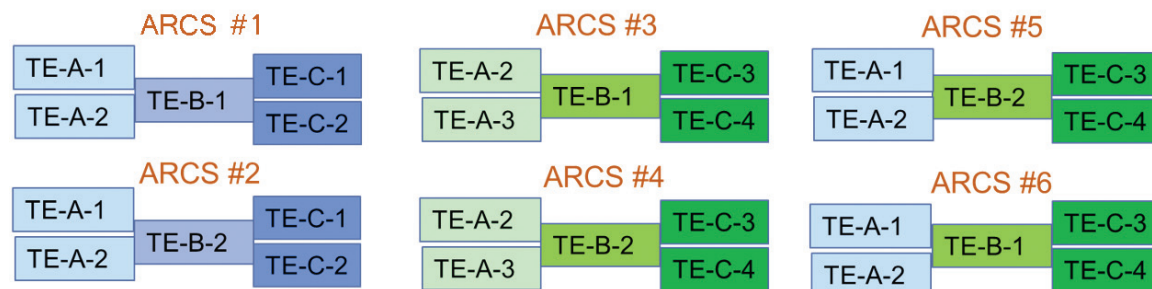 ARCS #1
TE-A-1
TE-A-2
TE-B-1
TE-C-1
TE-C-2
ARCS #3
TE-A-2
TE-A-3
TE-B-1
TE-C-3
TE-C-4
ARCS #5
TE-A-1
TE-A-2
TE-B-2
TE-C-3
TE-C-4
ARCS #2
TE-A-1
TE-A-2
TE-B-2
TE-C-1
TE-C-2
ARCS #4
TE-A-2
TE-A-3
TE-B-2
TE-C-3
TE-C-4
ARCS #6
TE-A-1
TE-A-2
TE-B-1
TE-C-3
TE-C-4